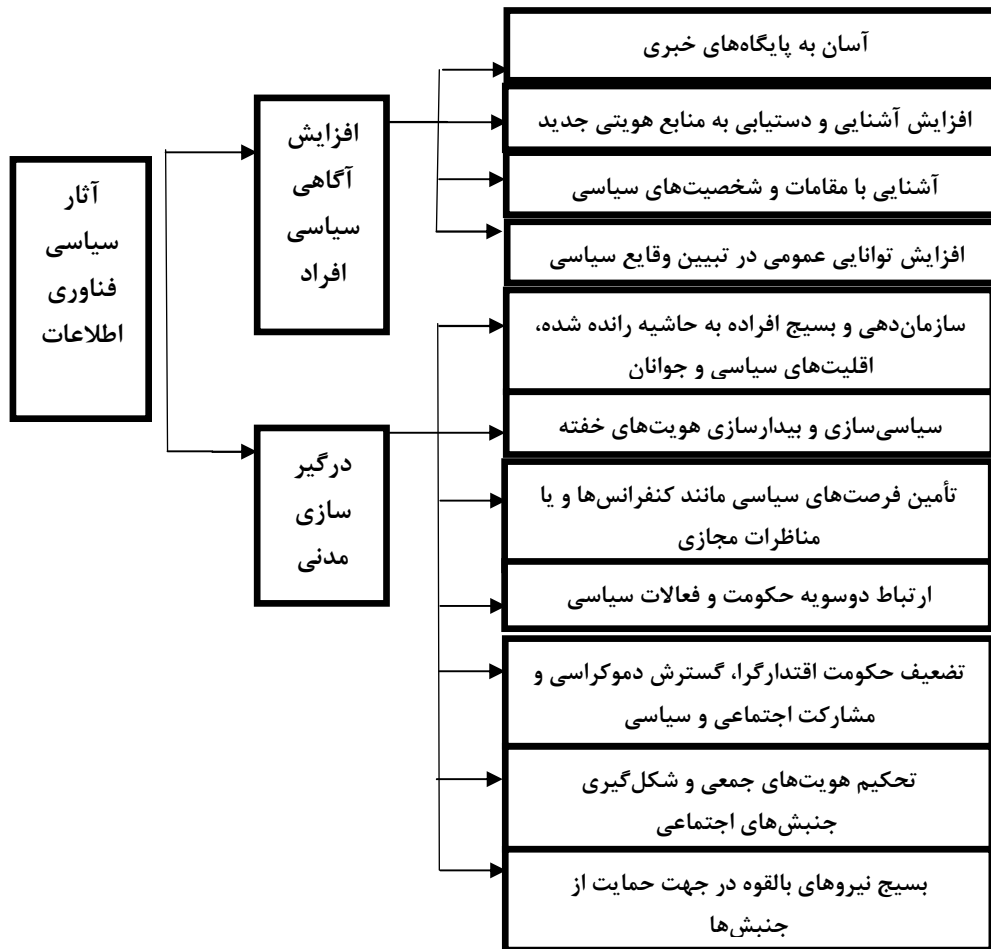 آثار
سیاسی
فناوری
اطلاعات
افزایش
آگاهی
سیاسی
افراد
آسان به پایگاه‌های خبری
افزایش آشنایی و دستیابی به منابع هویتی جدید
آشنایی با مقامات و شخصیت‌های سیاسی
افزایش توانایی عمومی در تبیین وقایع سیاسی
درگیر
سازی
مدنی
سازمان‌دهی و بسیج افراده به حاشیه رانده شده،
اقلیت‌های سیاسی و جوانان
سیاسی‌سازی و بیدارسازی هویت‌های خفته
تأمین فرصت‌های سیاسی مانند کنفرانس‌ها و یا
مناظرات مجازی
ارتباط دوسویه حکومت و فعالات سیاسی
تضعیف حکومت اقتدارگرا، گسترش دموکراسی و
مشارکت اجتماعی و سیاسی
تحکیم هویت‌های جمعی و شکل‌گیری
جنبش‌های اجتماعی
بسیج نیروهای بالقوه در جهت حمایت از
جنبش‌ها